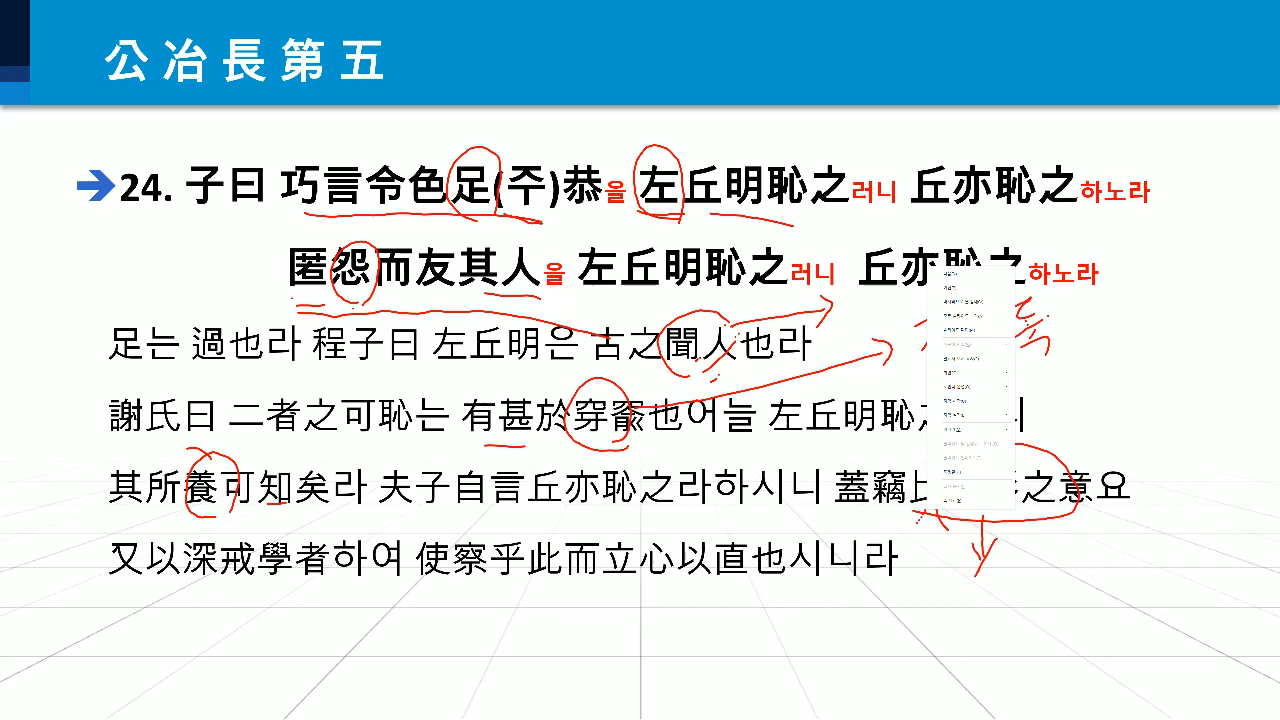 公冶長第五
24. 子曰 巧言令色足(주)恭을 左丘明恥之러니 丘亦恥之하노라
匿怨而友其人을 左丘明恥之러니 丘亦恥之하노라
足는 過也라 程子曰 左丘明은 古之聞人也라
謝氏曰 二者之可恥는 有甚於穿窬也어늘 左丘明恥
其所養可知矣라 夫子自言丘亦恥之라하시니 蓋竊 之意요
又以深戒學者하여 使察乎此而立心以直也시니라